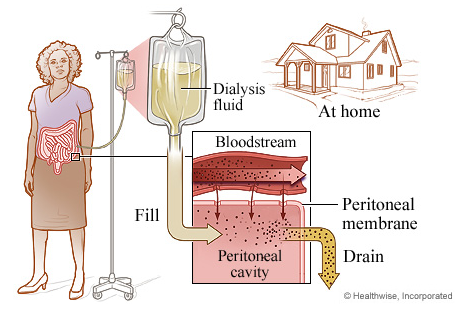 Dialysis
fluid
At home
Bloodstream
Fill
Peritoneal
membrane
Peritoneal
cavity
Drain
© Healthwise, Incorporated